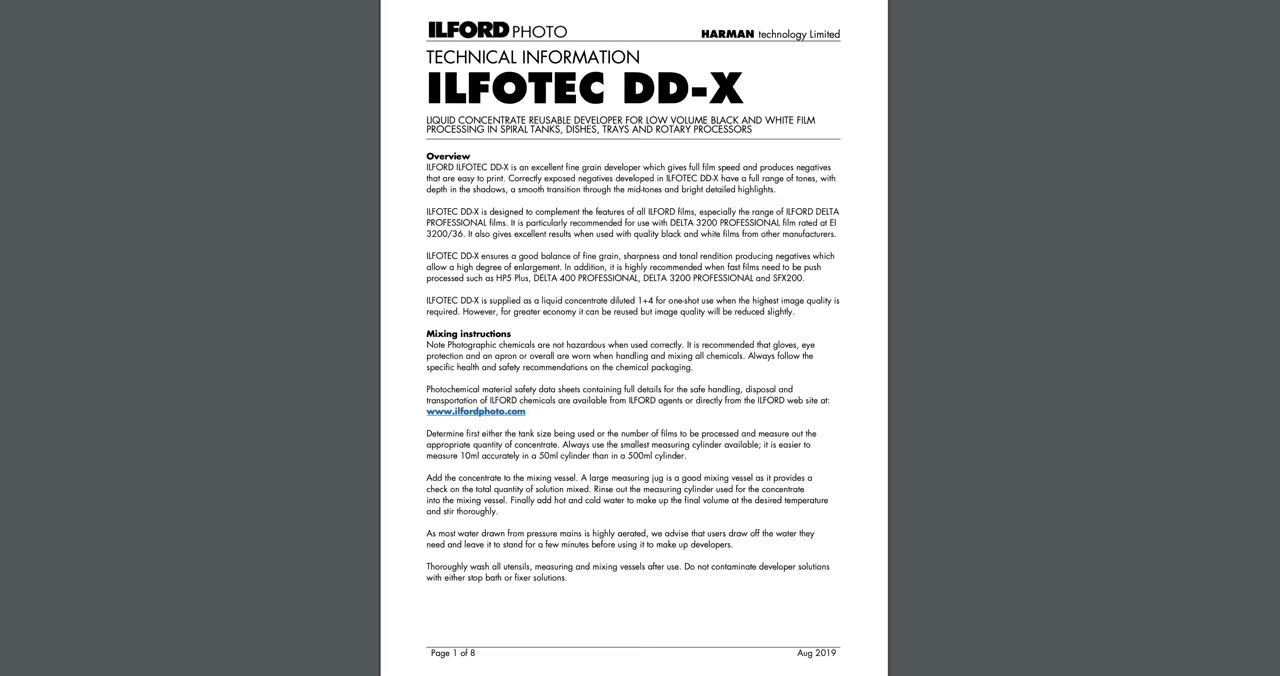 ILFORD PHOTO
HARMAN technology Limited
TECHNICAL INFORMATION
ILFOTEC DD-X
LIQUID CONCENTRATE REUSABLE DEVELOPER FOR LOW VOLUME BLACK AND WHITE FILM
PROCESSING IN SPIRAL TANKS, DISHES, TRAYS AND ROTARY PROCESSORS
Overview
ILFORD ILFOTEC DD-X is an excellent fine grain developer which gives full film speed and produces negatives
that are easy to print. Correctly exposed negatives developed in ILFOTEC DD-X have a full range of tones, with
depth in the shadows, a smooth transition through the mid-tones and bright detailed highlights.
ILFOTEC DD-X is designed to complement the features of all ILFORD films, especially the range of ILFORD DELTA
PROFESSIONAL films. It is particularly recommended for use with DELTA 3200 PROFESSIONAL film rated at EI
3200/36. It also gives excellent results when used with quality black and white films from other manufacturers.
ILFOTEC DD-X ensures a good balance of fine grain, sharpness and tonal rendition producing negatives which
allow a high degree of enlargement. In addition, it is highly recommended when fast films need to be push
processed such as HP5 Plus, DELTA 400 PROFESSIONAL, DELTA 3200 PROFESSIONAL and SFX200.
ILFOTEC DD-X is supplied as a liquid concentrate diluted 1+4 for one-shot use when the highest image quality is
required. However, for greater economy it can be reused but image quality will be reduced slightly.
Mixing instructions
Note Photographic chemicals are not hazardous when used correctly. It is recommended that gloves, eye
protection and an apron or overall are worn when handling and mixing all chemicals. Always follow the
specific health and safety recommendations on the chemical packaging.
Photochemical material safety data sheets containing full details for the safe handling, disposal and
transportation of ILFORD chemicals are available from ILFORD agents or directly from the ILFORD web site at:
www.ilfordphoto.com
Determine first either the tank size being used or the number of films to be processed and measure out the
appropriate quantity of concentrate. Always use the smallest measuring cylinder available; it is easier to
measure 10ml accurately in a 50ml cylinder than in a 500ml cylinder.
Add the concentrate to the mixing vessel. A large measuring jug is a good mixing vessel as it provides a
check on the total quantity of solution mixed. Rinse out the measuring cylinder used for the concentrate
into the mixing vessel. Finally add hot and cold water to make up the final volume at the desired temperature
and stir thoroughly.
As most water drawn from pressure mains is highly aerated, we advise that users draw off the water they
need and leave it to stand for a few minutes before using it to make up developers.
Thoroughly wash all utensils, measuring and mixing vessels after use. Do not contaminate developer solutions
with either stop bath or fixer solutions.
Page 1 of 8
Aug 2019